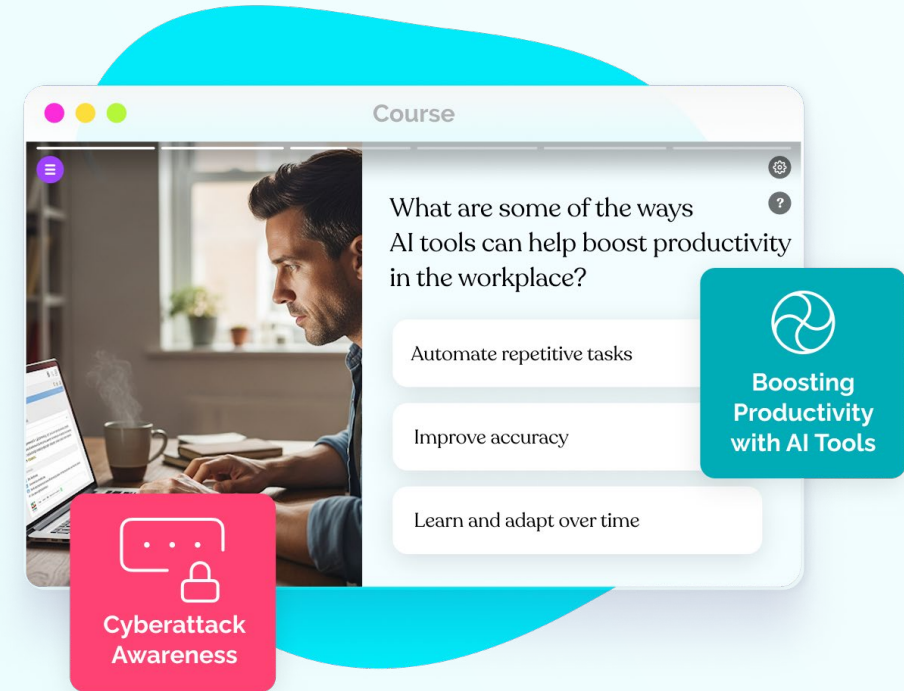 Course
What are some of the ways
AI tools can help boost productivity
in the workplace?
Automate repetitive tasks
Improve accuracy
Learn and adapt over time
Boosting
Productivity
with AI Tools
Cyberattack
Awareness